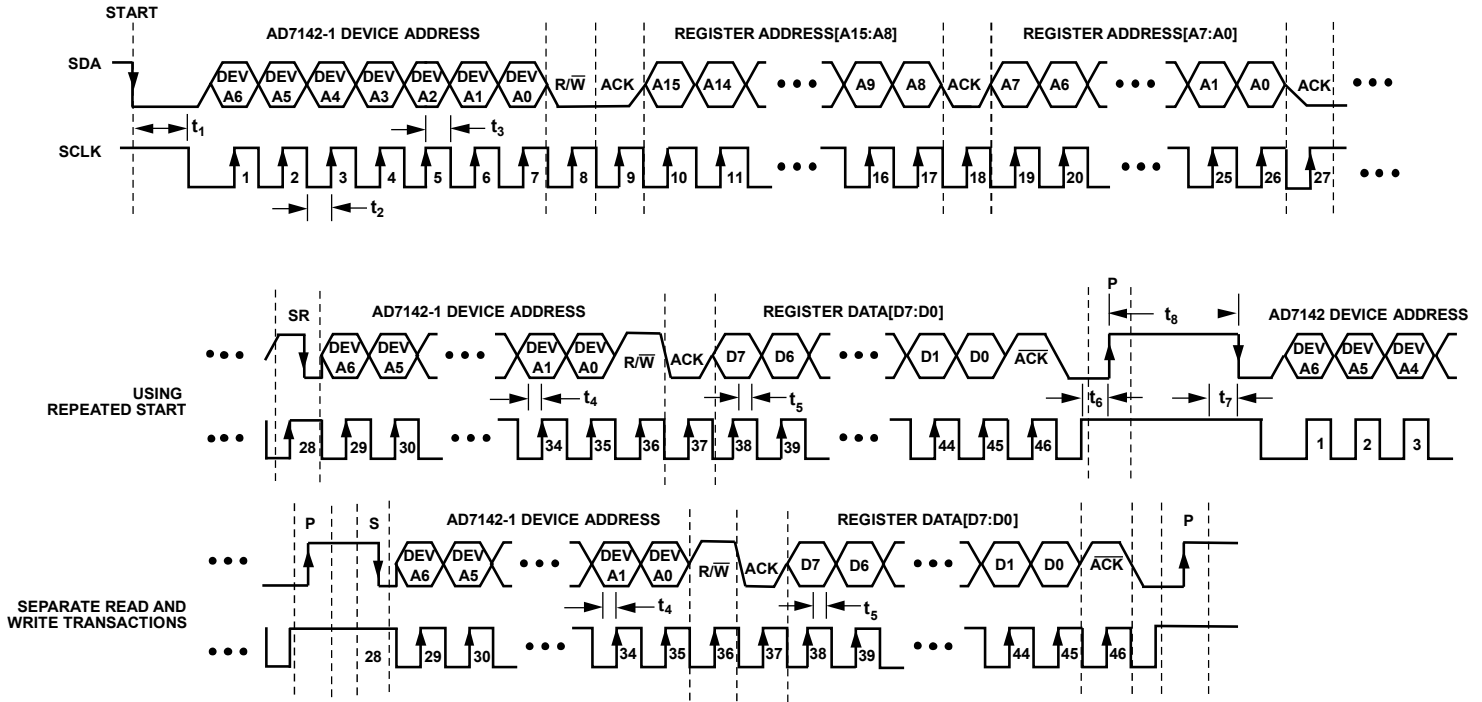 START
AD7142-1 DEVICE ADDRESS REGISTER ADDRESS[A15:A8] REGISTER ADDRESS[A7:A0]
SDA DEV A6 DEV A5 DEV A4 DEV A3 DEV A2 DEV A1 DEV A0 R/W̅ ACK A15 A14 A9 A8 ACK A7 A6 A1 A0 ACK
t1 t3
SCLK 1 2 3 4 5 6 7 8 9 10 11 16 17 18 19 20 25 26 27
t2
P
SR AD7142-1 DEVICE ADDRESS REGISTER DATA[D7:D0] t8 AD7142 DEVICE ADDRESS
DEV A6 DEV A5 DEV A1 DEV A0 R/W̅ ACK D7 D6 D1 D0 A̅C̅K̅ DEV A6 DEV A5 DEV A4
USING
REPEATED START
t4 t5 t6 t7
28 29 30 34 35 36 37 38 39 44 45 46 1 2 3
P S AD7142-1 DEVICE ADDRESS REGISTER DATA[D7:D0] P
DEV A6 DEV A5 DEV A1 DEV A0 R/W̅ ACK D7 D6 D1 D0 A̅C̅K̅
SEPARATE READ AND
WRITE TRANSACTIONS
t4 t5
28 29 30 34 35 36 37 38 39 44 45 46